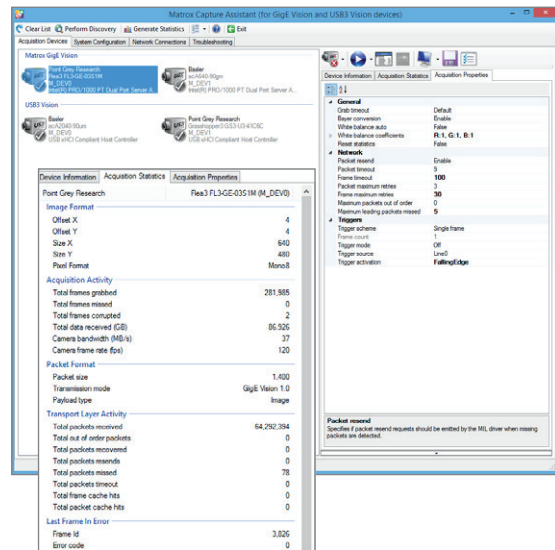 Matrox Capture Assistant (for GigE Vision and USB3 Vision devices)
Clear List Perform Discovery Generate Statistics Exit
Acquisition Devices System Configuration Network Connections Troubleshooting
Matrox GigE Vision
Point Grey Research
Flea3 FL3-GE-03S1M
M_DEV0
Intel(R) PRO/1000 PT Dual Port Server A...
Basler
acA640-90gm
M_DEV1
Intel(R) PRO/1000 PT Dual Port Server A...
USB3 Vision
Basler
acA2040-90um
M_DEV0
USB xHCI Compliant Host Controller
Point Grey Research
Grasshopper3 GS3-U3-41C6C
M_DEV1
USB xHCI Compliant Host Controller
Device Information Acquisition Statistics Acquisition Properties
Point Grey Research Flea3 FL3-GE-03S1M (M_DEV0)
Image Format
Offset X 4
Offset Y 4
Size X 640
Size Y 480
Pixel Format Mono8
Acquisition Activity
Total frames grabbed 281,985
Total frames missed 0
Total frames corrupted 2
Total data received (GB) 86.926
Camera bandwidth (MB/s) 37
Camera frame rate (fps) 120
Packet Format
Packet size 1,400
Transmission mode GigE Vision 1.0
Payload type Image
Transport Layer Activity
Total packets received 64,292,394
Total out of order packets 0
Total packets recovered 0
Total packets resends 0
Total packets missed 78
Total packets timeout 0
Total frame cache hits 0
Total packet cache hits 0
Last Frame In Error
Frame Id 3,826
Error code 0
Device Information Acquisition Statistics Acquisition Properties
General
Grab timeout Default
Bayer conversion Enable
White balance auto False
White balance coefficients R:1, G:1, B:1
Reset statistics False
Network
Packet resend Enable
Packet timeout 5
Frame timeout 100
Packet maximum retries 3
Frame maximum retries 30
Maximum packets out of order 0
Maximum leading packets missed 5
Triggers
Trigger scheme Single frame
Frame count 1
Trigger mode Off
Trigger source Line0
Trigger activation FallingEdge
Packet resend
Specifies if packet resend requests should be emitted by the MIL driver when missing
packets are detected.